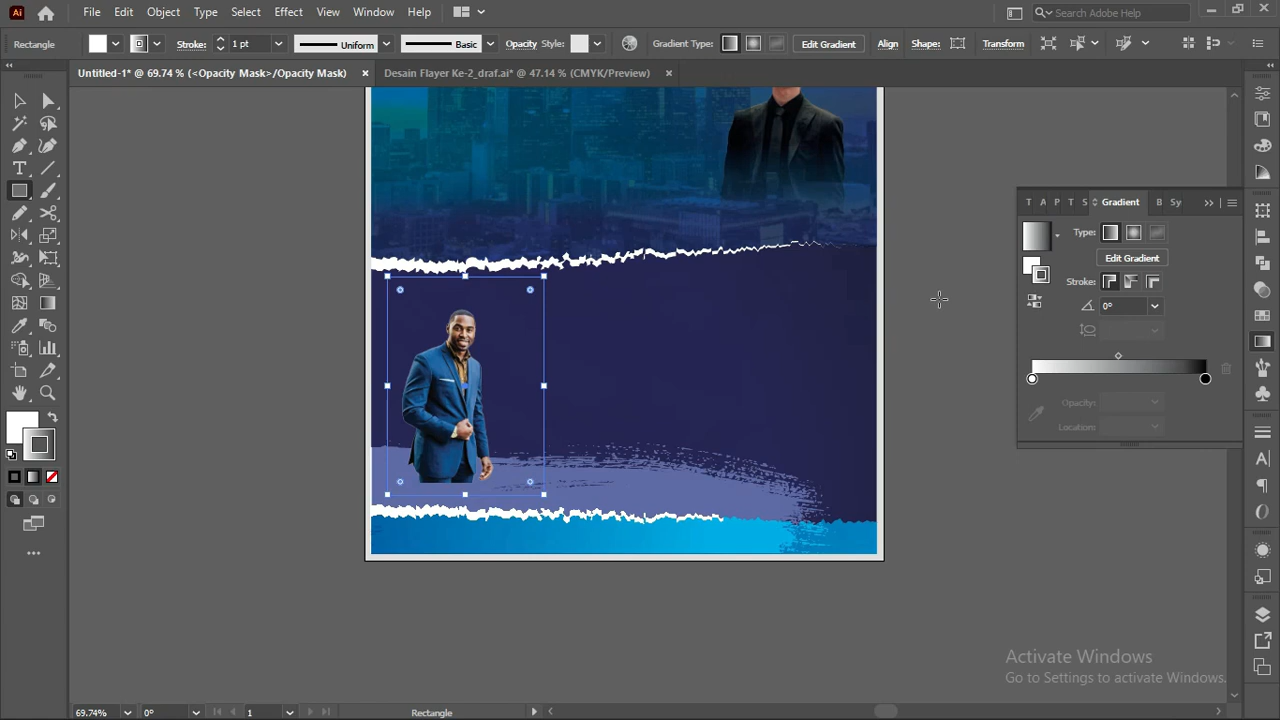 Ai File Edit Object Type Select Effect View Window Help Search Adobe Help
Rectangle Stroke: 1 pt Uniform Basic Opacity Style: Gradient Type: Edit Gradient Align Shape: Transform
Untitled-1* @ 69.74 % (<Opacity Mask>/Opacity Mask) × Desain Flayer Ke-2_draf.ai* @ 47.14 % (CMYK/Preview) ×
T A P T S Gradient B Sy
Type:
Edit Gradient
Stroke:
0°
Opacity:
Location:
Activate Windows
Go to Settings to activate Windows.
69.74% 0° 1 Rectangle